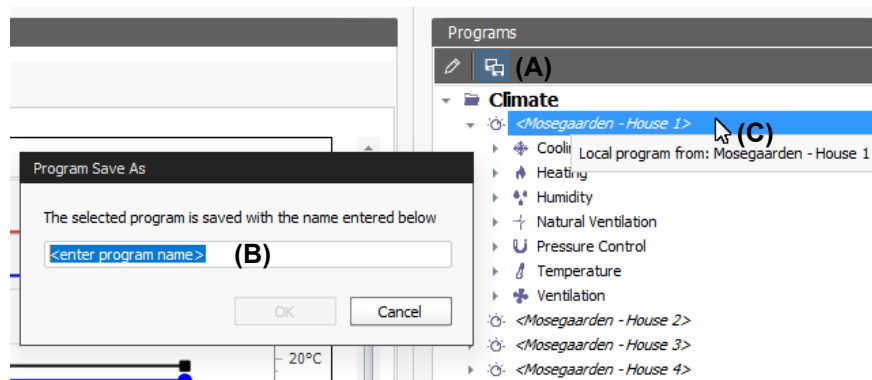 Programs
(A)
Climate
<Mosegaarden - House 1>
(C)
Local program from: Mosegaarden - House 1
Heating
Humidity
Natural Ventilation
Pressure Control
Temperature
Ventilation
<Mosegaarden - House 2>
<Mosegaarden - House 3>
<Mosegaarden - House 4>
Program Save As
The selected program is saved with the name entered below
<enter program name>
(B)
OK
Cancel
20°C